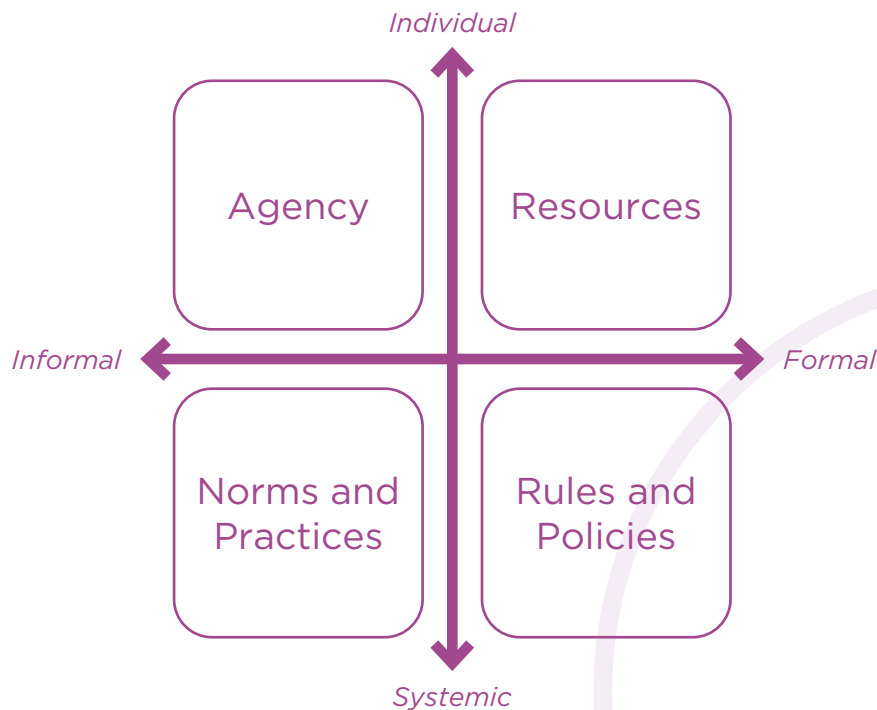 Individual
Agency
Resources
Informal
Formal
Norms and
Practices
Rules and
Policies
Systemic